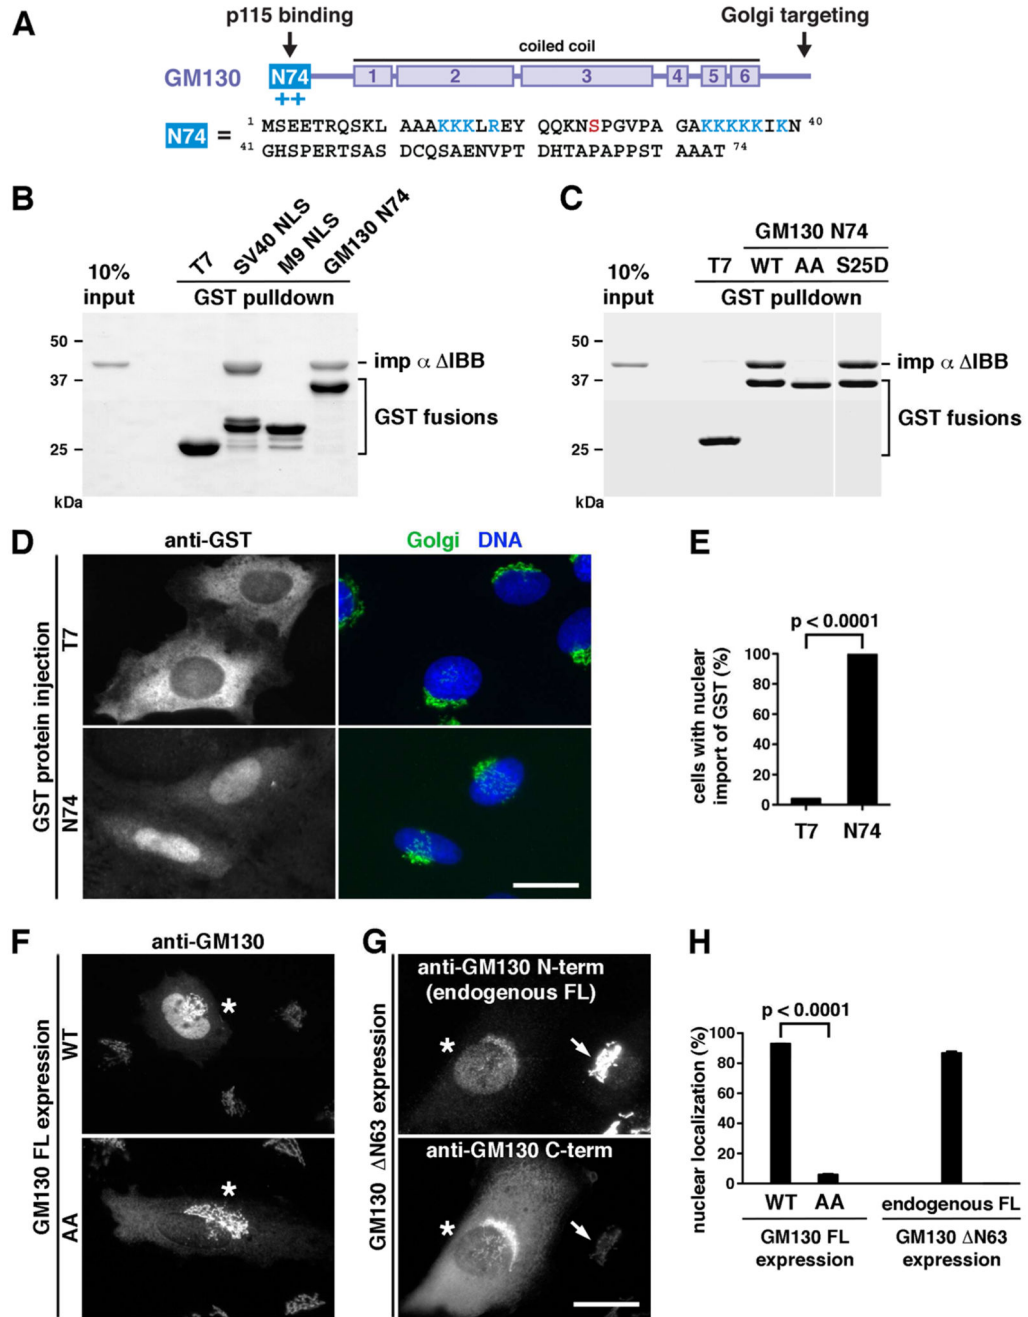 A
p115 binding
Golgi targeting
coiled coil
GM130
N74
1 2 3 4 5 6
++
N74 = 1 MSEETRQSKL AAAKKKLREY QQKNSPGVPA GAKKKKKIKN 40
41 GHSPERTSAS DCQSAENVPT DHTAPAPPST AAAT 74
B
10% input
T7
SV40 NLS
M9 NLS
GM130 N74
GST pulldown
50
37
25
kDa
imp α ΔIBB
GST fusions
C
10% input
GM130 N74
T7 WT AA S25D
GST pulldown
50
37
25
kDa
imp α ΔIBB
GST fusions
D
anti-GST
Golgi DNA
GST protein injection
T7
N74
E
p < 0.0001
cells with nuclear
import of GST (%)
100
80
60
40
20
0
T7 N74
F
anti-GM130
GM130 FL expression
WT
*
AA
*
G
GM130 ΔN63 expression
anti-GM130 N-term
(endogenous FL)
*
anti-GM130 C-term
*
H
p < 0.0001
nuclear localization (%)
100
80
60
40
20
0
WT AA endogenous FL
GM130 FL
expression
GM130 ΔN63
expression